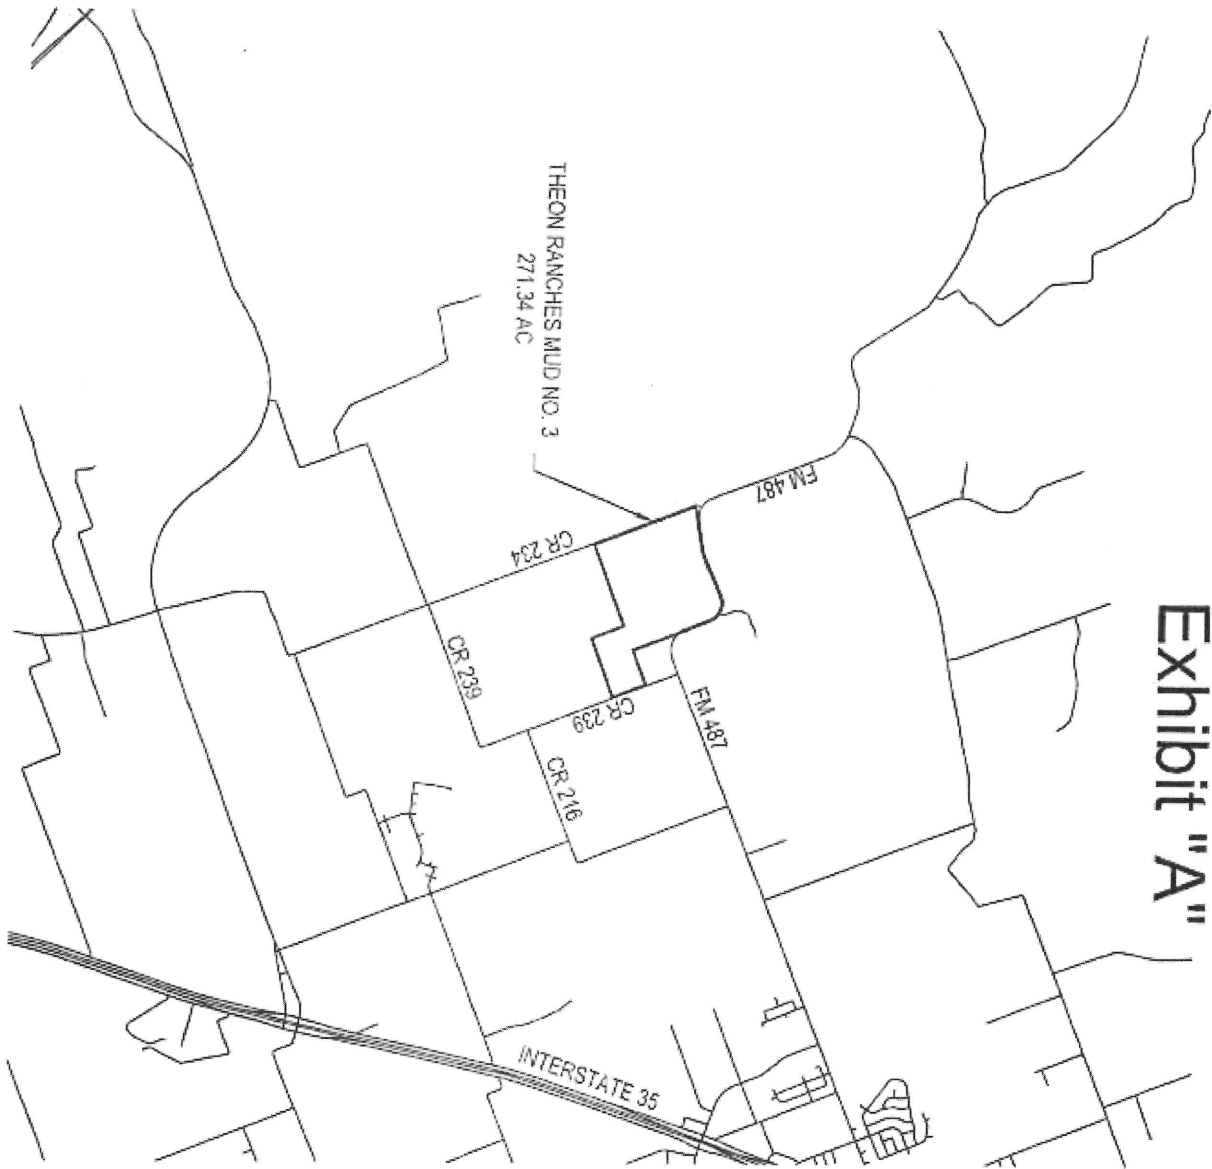 Exhibit "A"
THEON RANCHES MUD NO. 3
271.34 AC
FM 487
CR 234
CR 239
CR 239
FM 487
CR 216
INTERSTATE 35